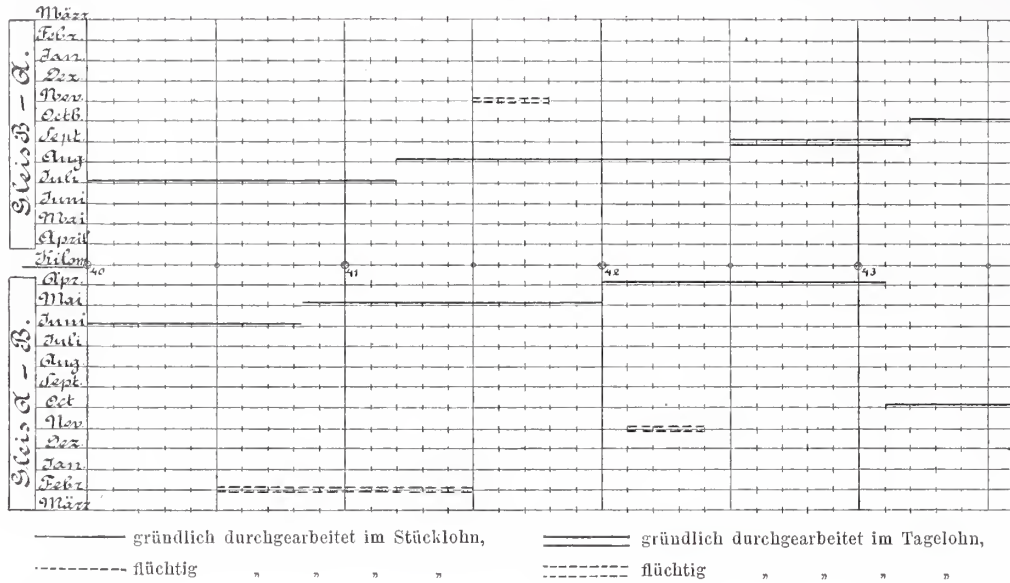 Gleis B – A.
März
Febr.
Jan.
Dez.
Nov.
Octb.
Sept
Aug
Juli
Juni
Mai
April
Kilom
40 41 42 43
Gleis A – B.
Apr.
Mai
Juni
Juli
Aug
Sept.
Oct
Nov
Dez
Jan.
Febr
März
gründlich durchgearbeitet im Stücklohn, gründlich durchgearbeitet im Tagelohn,
flüchtig „ „ „ „ flüchtig „ „ „ „